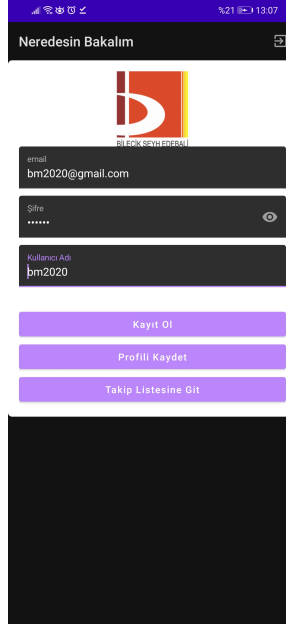 %21 13:07
Neredesin Bakalım
BİLECİK ŞEYH EDEBALİ
email
bm2020@gmail.com
Şifre
••••••
Kullanıcı Adı
bm2020
Kayıt Ol
Profili Kaydet
Takip Listesine Git